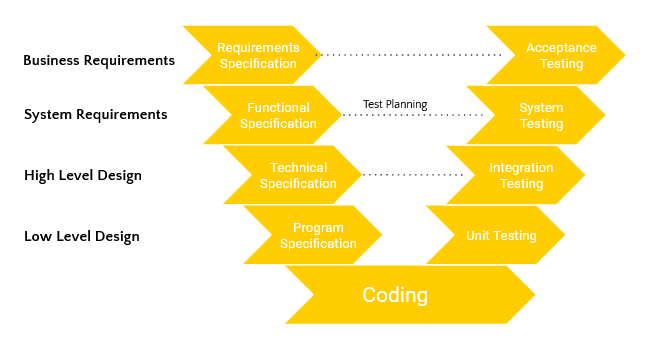 Business Requirements
Requirements
Specification
Acceptance
Testing
System Requirements
Functional
Specification
Test Planning
System
Testing
High Level Design
Technical
Specification
Integration
Testing
Low Level Design
Program
Specification
Unit Testing
Coding